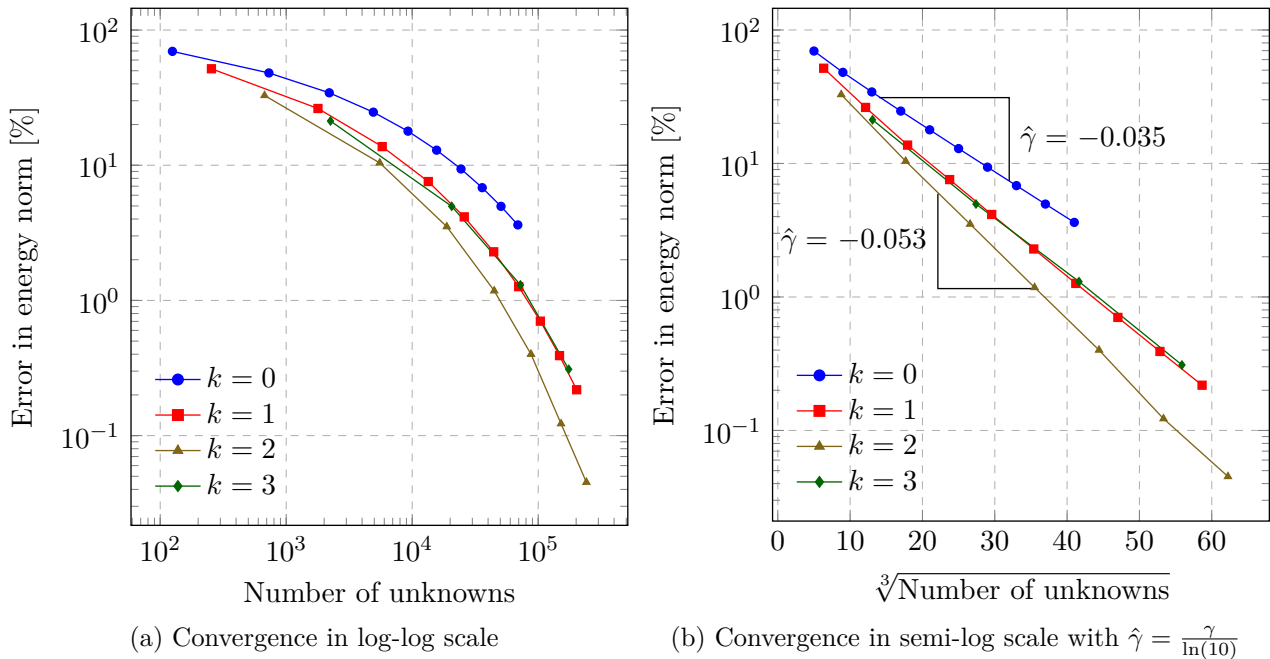 Error in energy norm [%]
10^2
10^1
10^0
10^−1
k = 0
k = 1
k = 2
k = 3
10^2 10^3 10^4 10^5
Number of unknowns
(a) Convergence in log-log scale
Error in energy norm [%]
10^2
10^1
10^0
10^−1
γ̂ = −0.035
γ̂ = −0.053
k = 0
k = 1
k = 2
k = 3
0 10 20 30 40 50 60
∛Number of unknowns
(b) Convergence in semi-log scale with γ̂ = γ/ln(10)